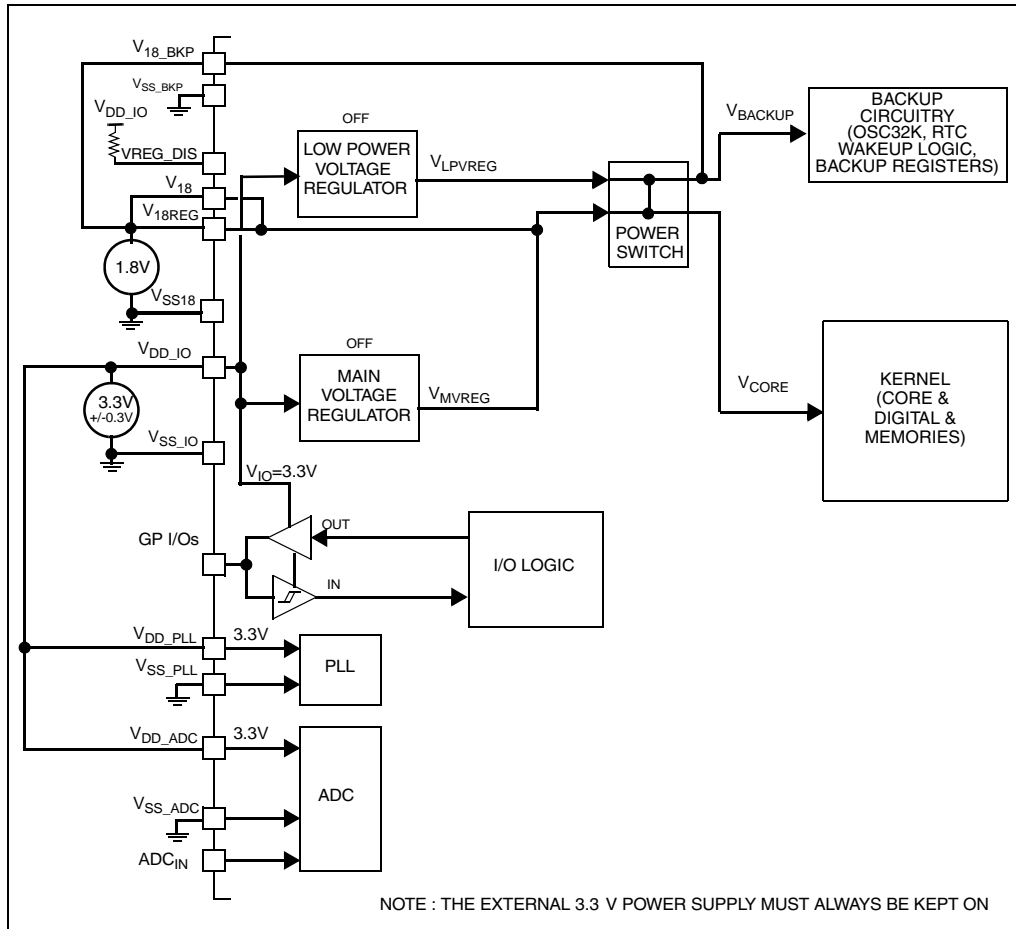 V18_BKP
VSS_BKP
VDD_IO
VREG_DIS
V18
V18REG
1.8V
VSS18
VDD_IO
3.3V
+/-0.3V
VSS_IO
OFF
LOW POWER
VOLTAGE
REGULATOR
VLPVREG
OFF
MAIN
VOLTAGE
REGULATOR
VMVREG
POWER
SWITCH
VBACKUP
BACKUP
CIRCUITRY
(OSC32K, RTC
WAKEUP LOGIC,
BACKUP REGISTERS)
VCORE
KERNEL
(CORE &
DIGITAL &
MEMORIES)
VIO=3.3V
GP I/Os
OUT
IN
I/O LOGIC
VDD_PLL
3.3V
VSS_PLL
PLL
VDD_ADC
3.3V
VSS_ADC
ADCIN
ADC
NOTE : THE EXTERNAL 3.3 V POWER SUPPLY MUST ALWAYS BE KEPT ON